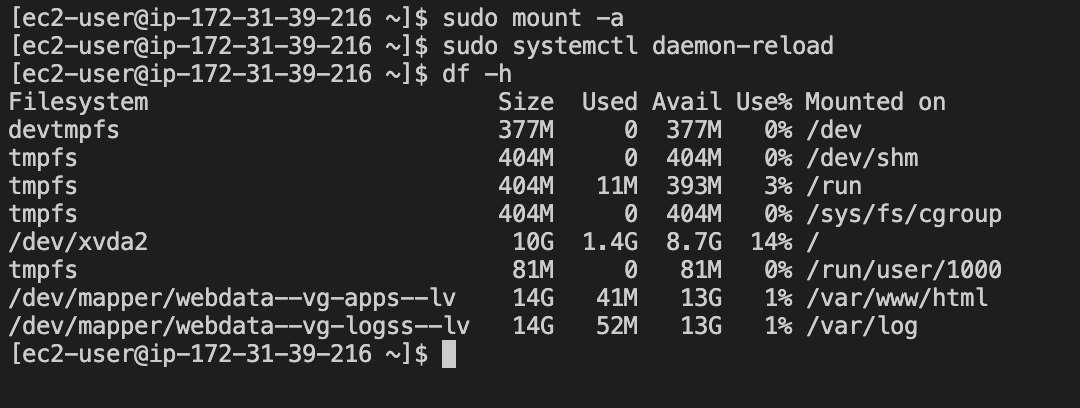 [ec2-user@ip-172-31-39-216 ~]$ sudo mount -a
[ec2-user@ip-172-31-39-216 ~]$ sudo systemctl daemon-reload
[ec2-user@ip-172-31-39-216 ~]$ df -h
Filesystem                         Size  Used Avail Use% Mounted on
devtmpfs                           377M     0  377M   0% /dev
tmpfs                              404M     0  404M   0% /dev/shm
tmpfs                              404M   11M  393M   3% /run
tmpfs                              404M     0  404M   0% /sys/fs/cgroup
/dev/xvda2                          10G  1.4G  8.7G  14% /
tmpfs                               81M     0   81M   0% /run/user/1000
/dev/mapper/webdata--vg-apps--lv    14G   41M   13G   1% /var/www/html
/dev/mapper/webdata--vg-logss--lv   14G   52M   13G   1% /var/log
[ec2-user@ip-172-31-39-216 ~]$